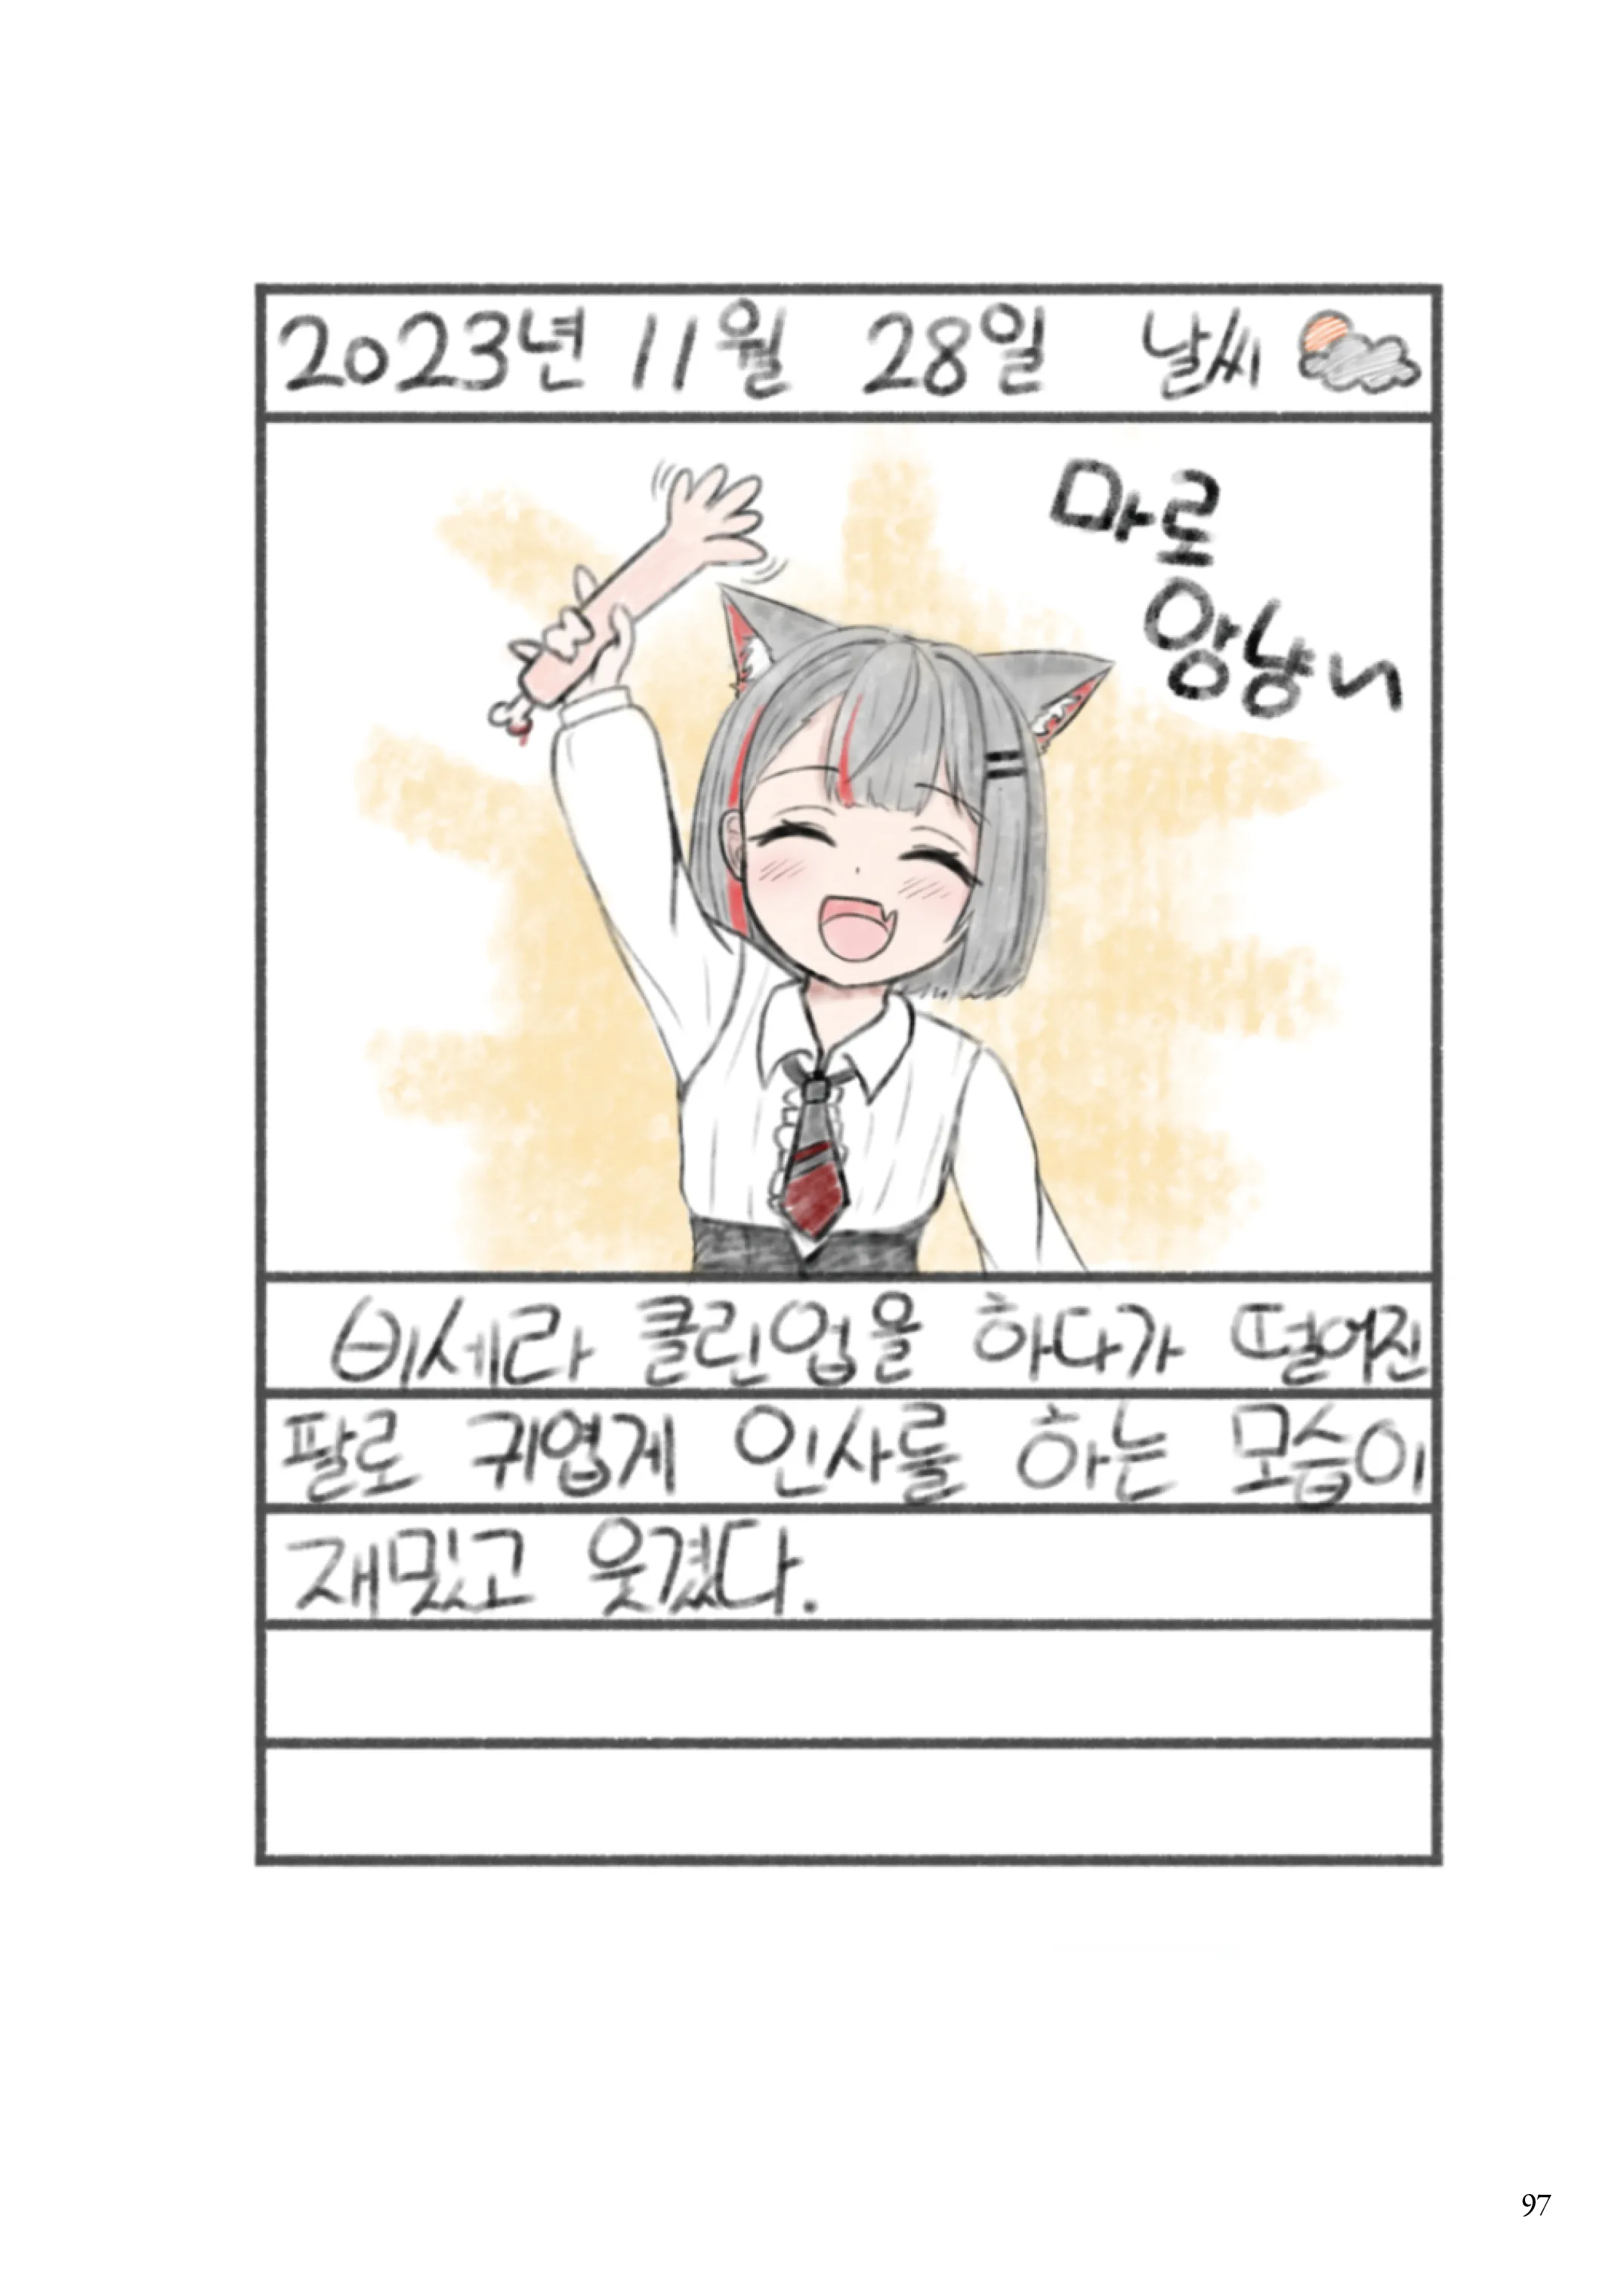 2023년 11월 28일 날씨
마로
앙냥~
비세라 클린업을 하다가 떨어진
팔로 귀엽게 인사를 하는 모습이
재밌고 웃겼다.
97